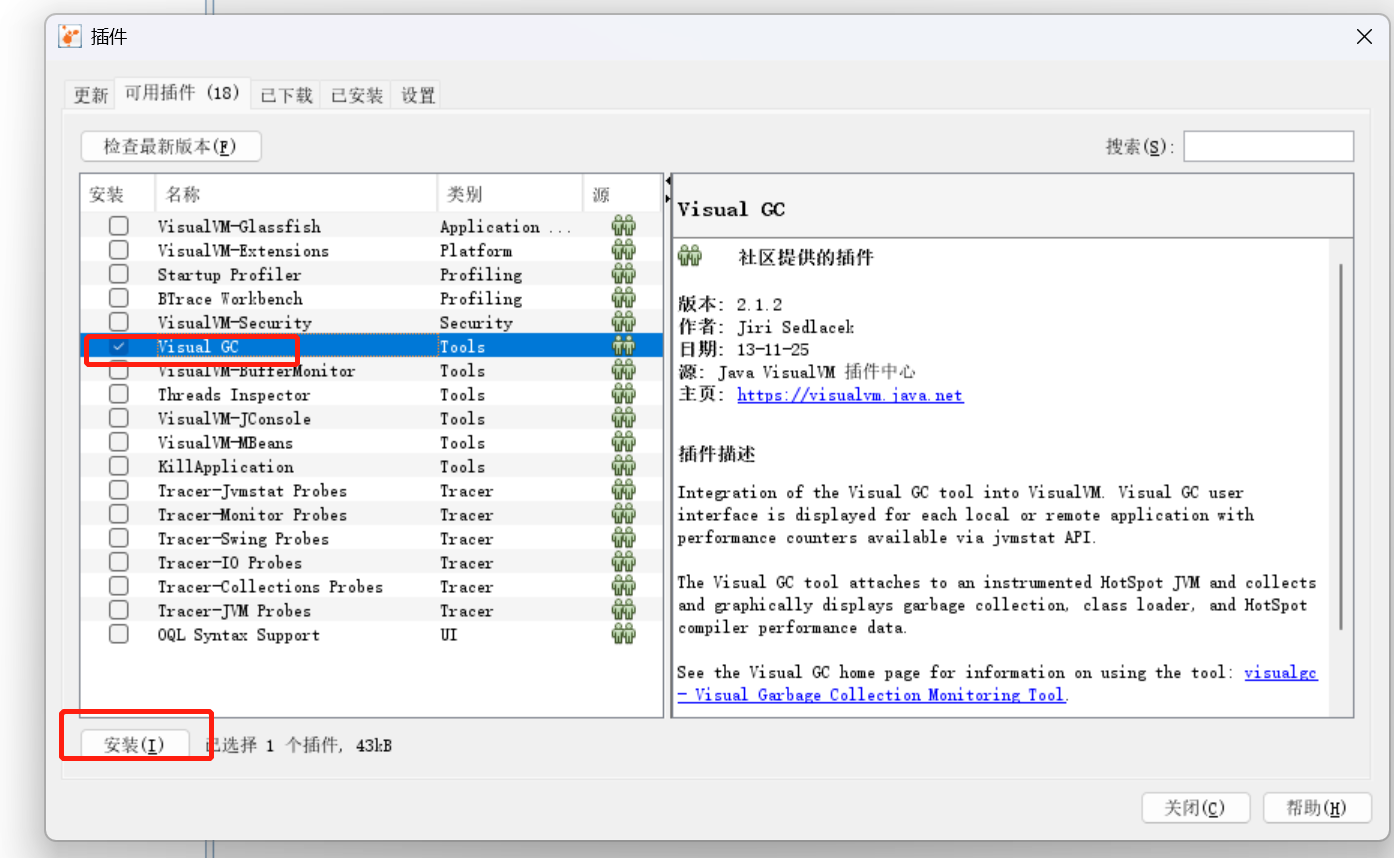 插件
更新 可用插件 (18) 已下载 已安装 设置
检查最新版本(F) 搜索(S):
安装 名称 类别 源
VisualVM-Glassfish Application ...
VisualVM-Extensions Platform
Startup Profiler Profiling
BTrace Workbench Profiling
VisualVM-Security Security
Visual GC Tools
VisualVM-BufferMonitor Tools
Threads Inspector Tools
VisualVM-JConsole Tools
VisualVM-MBeans Tools
KillApplication Tools
Tracer-Jvmstat Probes Tracer
Tracer-Monitor Probes Tracer
Tracer-Swing Probes Tracer
Tracer-IO Probes Tracer
Tracer-Collections Probes Tracer
Tracer-JVM Probes Tracer
OQL Syntax Support UI
Visual GC
社区提供的插件
版本: 2.1.2
作者: Jiri Sedlacek
日期: 13-11-25
源: Java VisualVM 插件中心
主页: https://visualvm.java.net
插件描述
Integration of the Visual GC tool into VisualVM. Visual GC user
interface is displayed for each local or remote application with
performance counters available via jvmstat API.
The Visual GC tool attaches to an instrumented HotSpot JVM and collects
and graphically displays garbage collection, class loader, and HotSpot
compiler performance data.
See the Visual GC home page for information on using the tool: visualgc
- Visual Garbage Collection Monitoring Tool.
安装(I) 已选择 1 个插件, 43kB
关闭(C) 帮助(H)